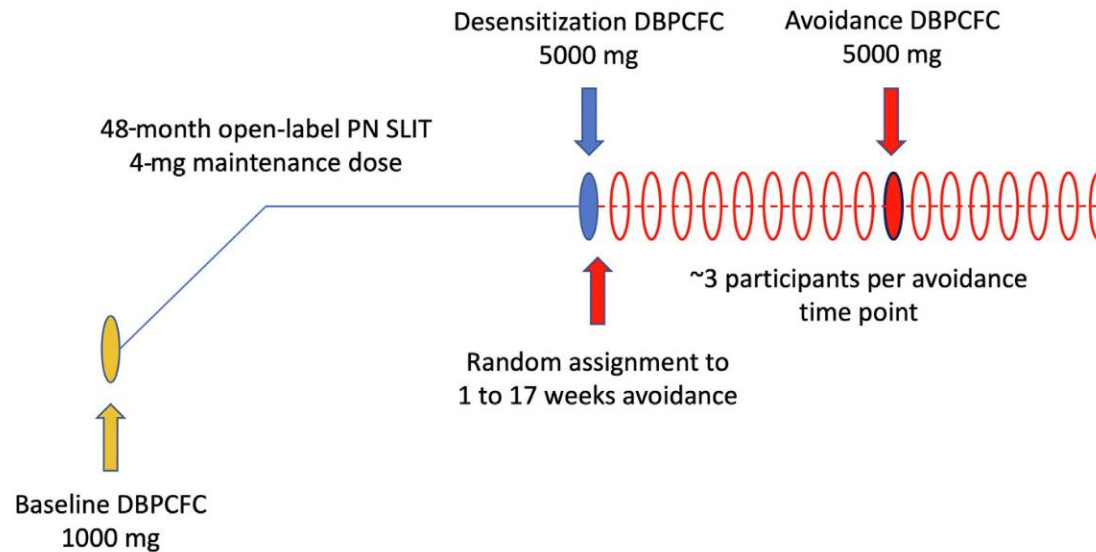 Desensitization DBPCFC
5000 mg
Avoidance DBPCFC
5000 mg
48-month open-label PN SLIT
4-mg maintenance dose
~3 participants per avoidance
time point
Random assignment to
1 to 17 weeks avoidance
Baseline DBPCFC
1000 mg